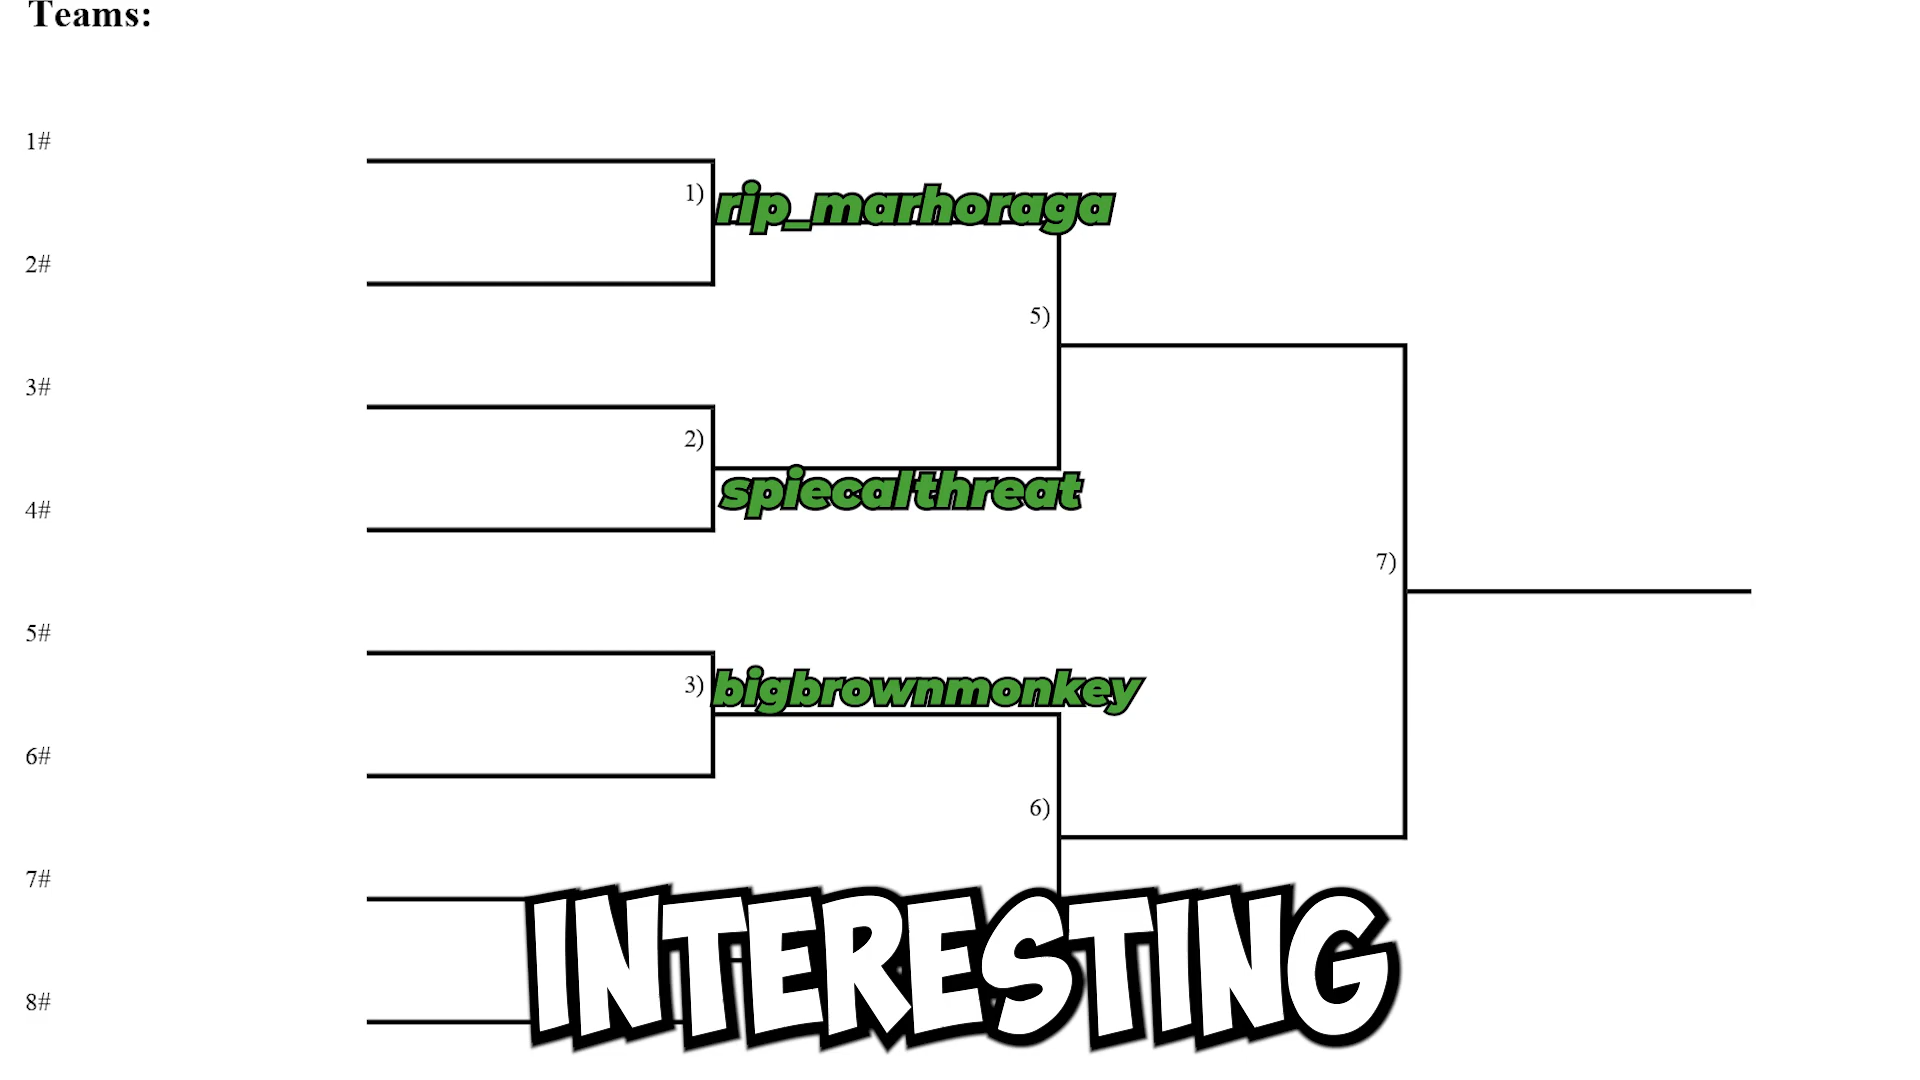 Teams:
1#
1) rip_marhoraga
2#
5)
3#
2)
spiecalthreat
4#
7)
5#
3) bigbrownmonkey
6#
6)
7#
INTERESTING
8#